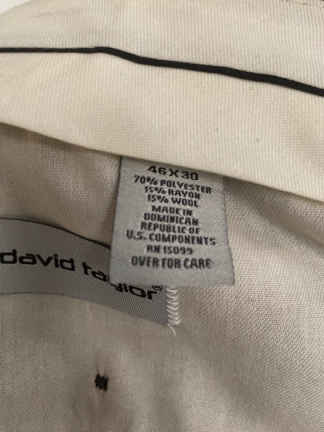 46X30
70% POLYESTER
15% RAYON
15% WOOL
MADE IN
DOMINICAN
REPUBLIC OF
U.S. COMPONENTS
RN 15099
OVER FOR CARE
david taylor